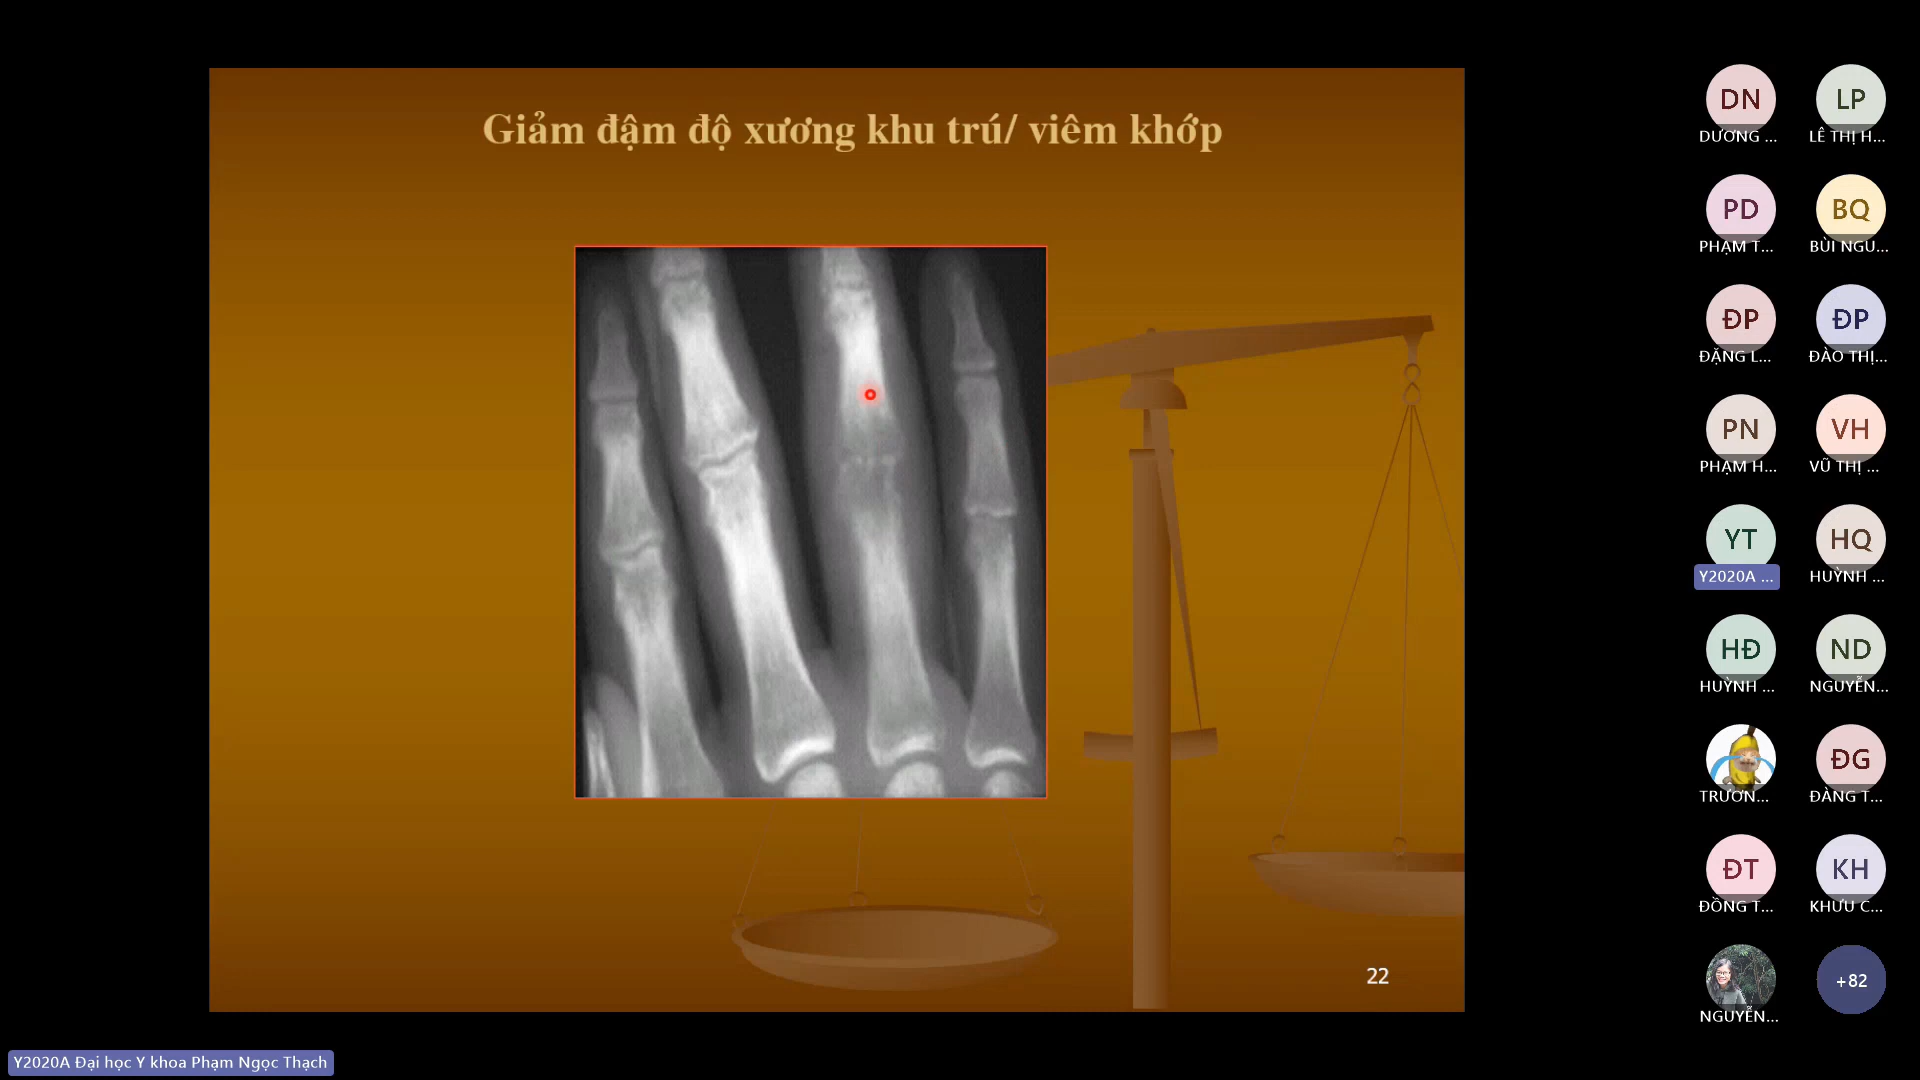 Giảm đậm độ xương khu trú/ viêm khớp
22
DN
DƯƠNG ...
LP
LÊ THỊ H...
PD
PHẠM T...
BQ
BÙI NGU...
ĐP
ĐẶNG L...
ĐP
ĐÀO THỊ...
PN
PHẠM H...
VH
VŨ THỊ ...
YT
Y2020A ...
HQ
HUỲNH ...
HĐ
HUỲNH ...
ND
NGUYỄN...
TRƯƠN...
ĐG
ĐÀNG T...
ĐT
ĐỒNG T...
KH
KHƯU C...
NGUYỄN...
+82
Y2020A Đại học Y khoa Phạm Ngọc Thạch